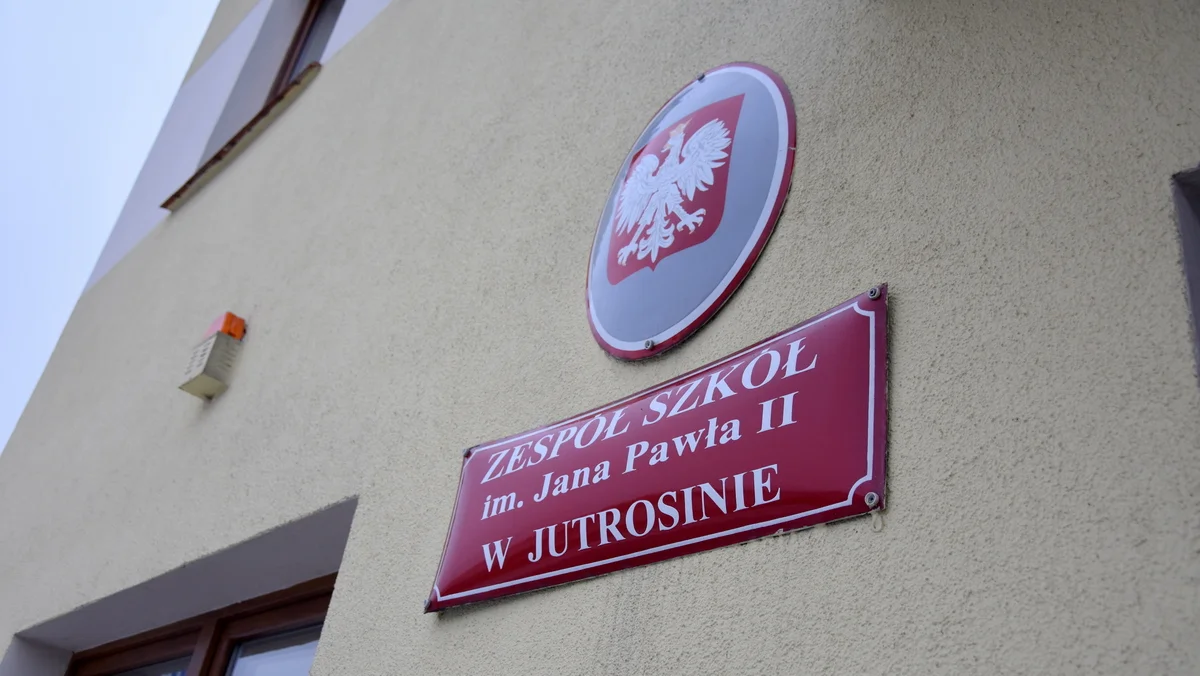 ZESPÓŁ SZKÓŁ
im. Jana Pawła II
W JUTROSINIE